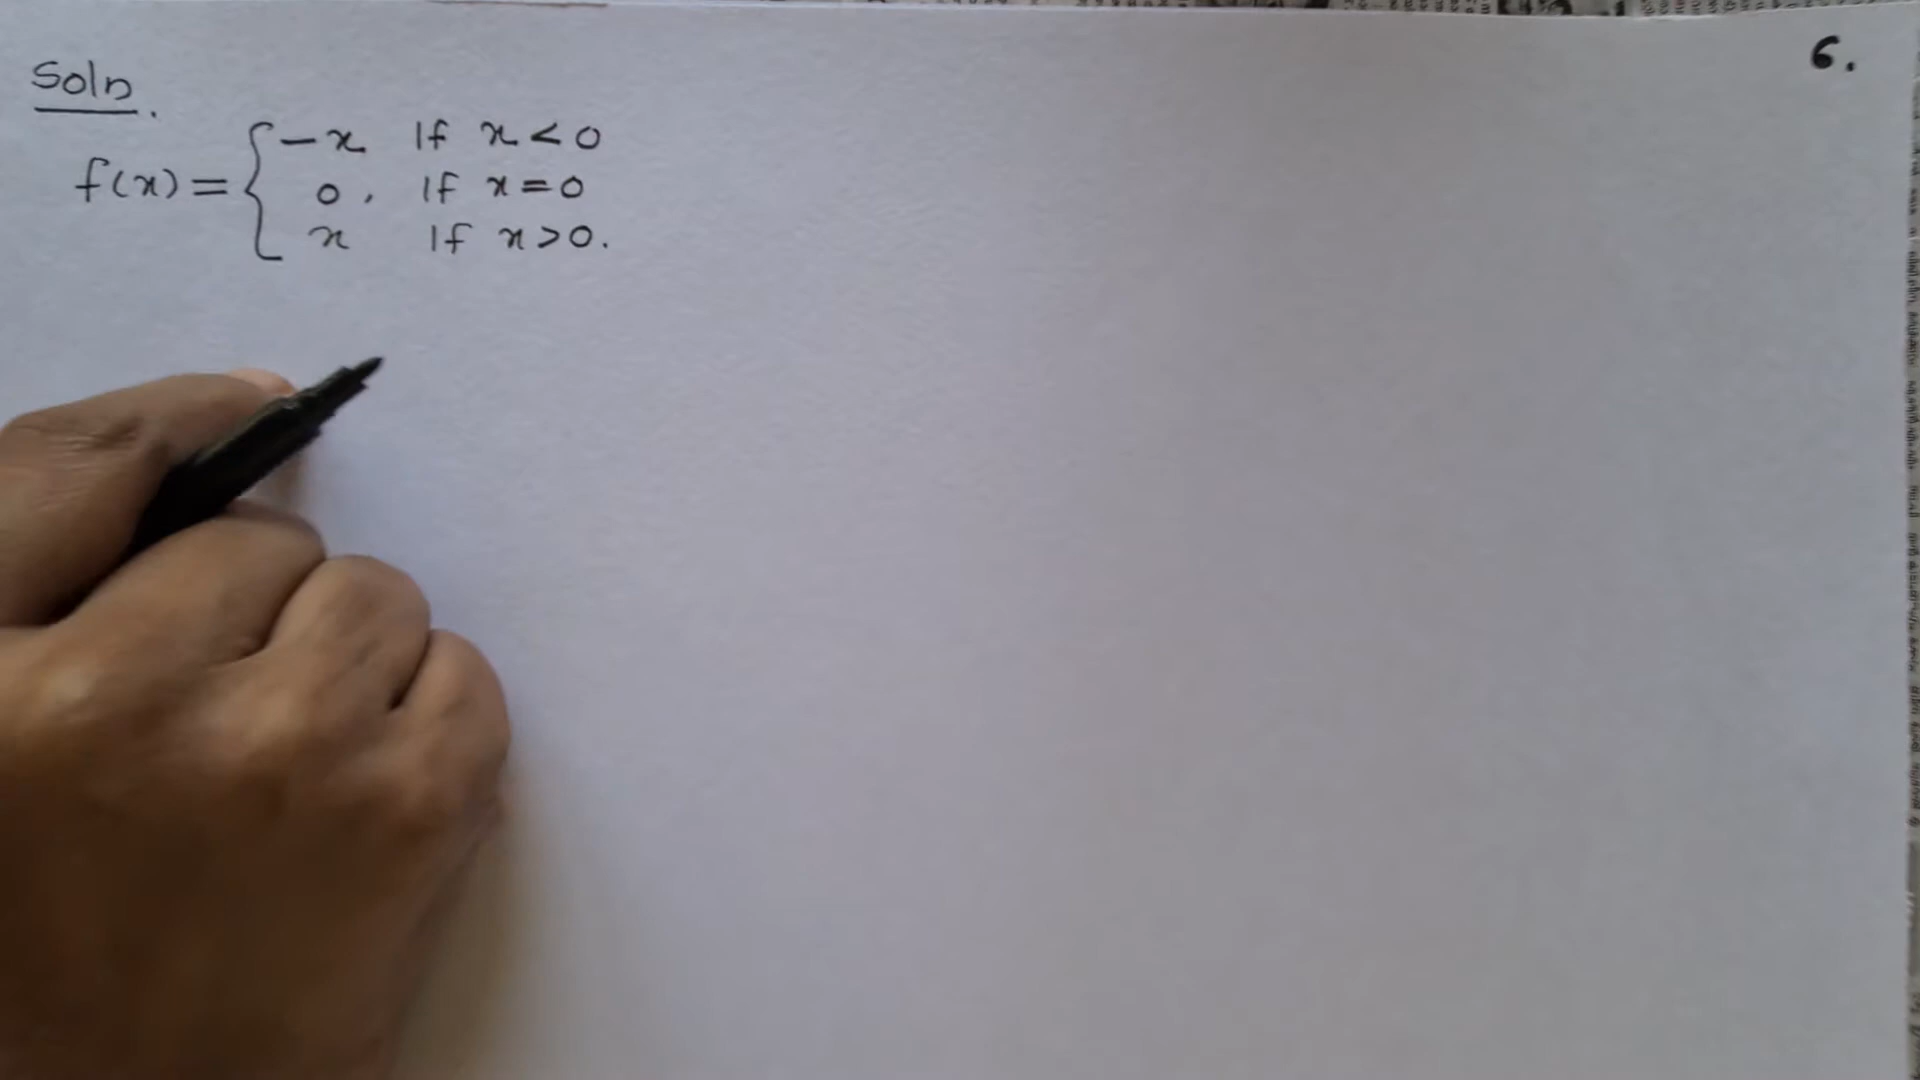 6.
Soln.
f(x) = { -x If x < 0
0, If x = 0
x If x > 0.